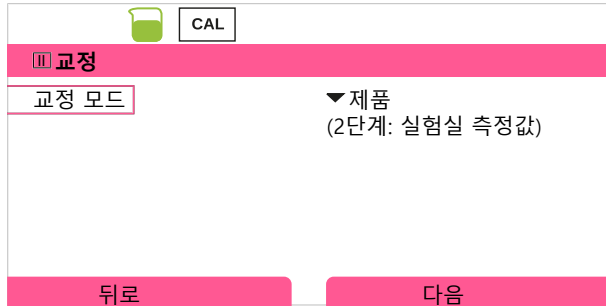 CAL
II 교정
교정 모드
제품
(2단계: 실험실 측정값)
뒤로 다음